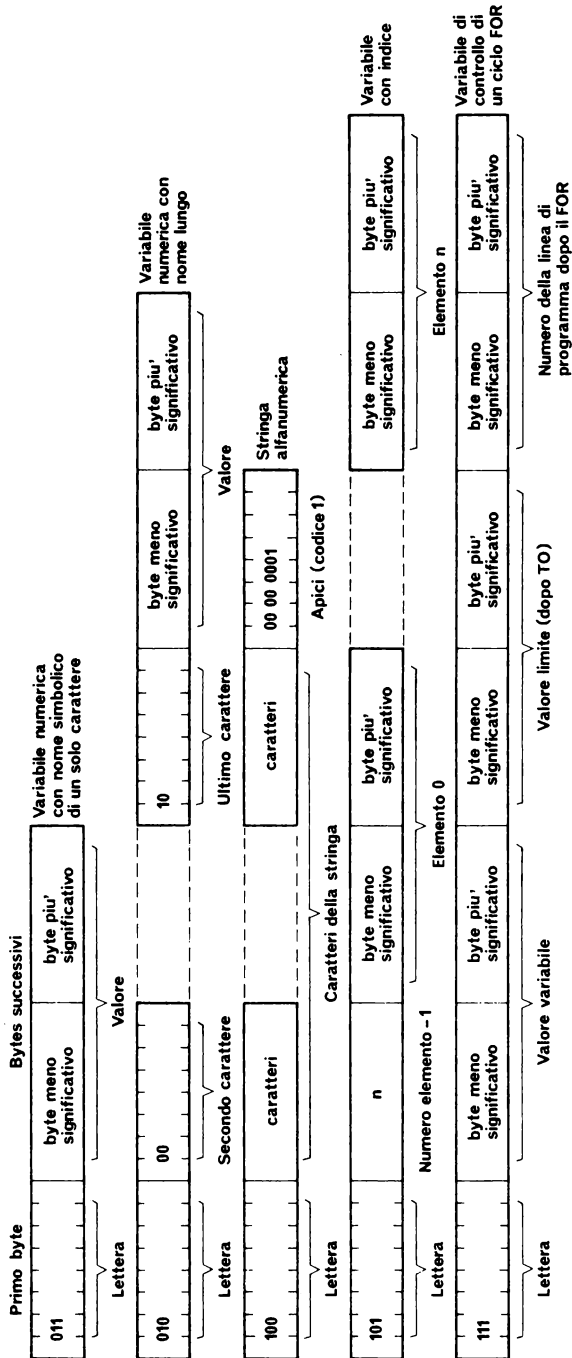 Primo byte
Bytes successivi
011
byte meno
significativo
byte piu'
significativo
Variabile numerica
con nome simbolico
di un solo carattere
Lettera
Valore
010
00
10
byte meno
significativo
byte piu'
significativo
Variabile
numerica con
nome lungo
Lettera
Secondo carattere
Ultimo carattere
Valore
100
caratteri
caratteri
00 00 0001
Stringa
alfanumerica
Lettera
Caratteri della stringa
Apici (codice 1)
101
n
byte meno
significativo
byte piu'
significativo
byte meno
significativo
byte piu'
significativo
Variabile
con indice
Lettera
Numero elemento -1
Elemento 0
Elemento n
111
byte meno
significativo
byte piu'
significativo
byte meno
significativo
byte piu'
significativo
byte meno
significativo
byte piu'
significativo
Variabile di
controllo di
un ciclo FOR
Lettera
Valore variabile
Valore limite (dopo TO)
Numero della linea di
programma dopo il FOR